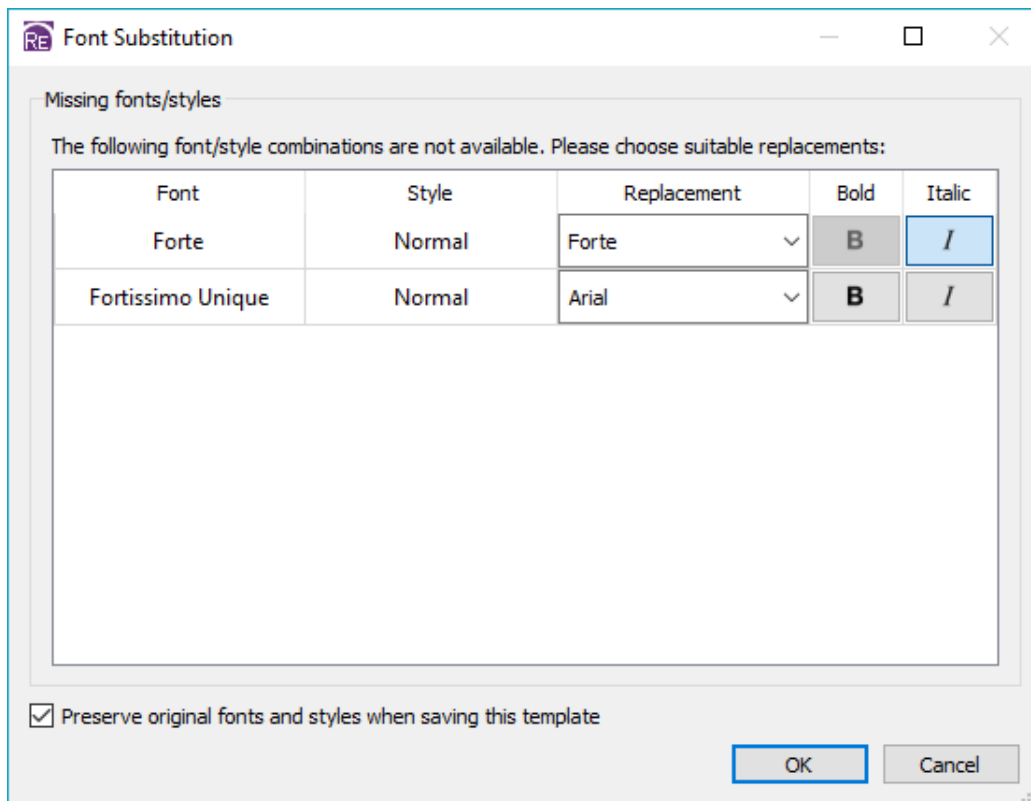 RE Font Substitution
Missing fonts/styles
The following font/style combinations are not available. Please choose suitable replacements:
Font Style Replacement Bold Italic
Forte Normal Forte B I
Fortissimo Unique Normal Arial B I
Preserve original fonts and styles when saving this template
OK Cancel